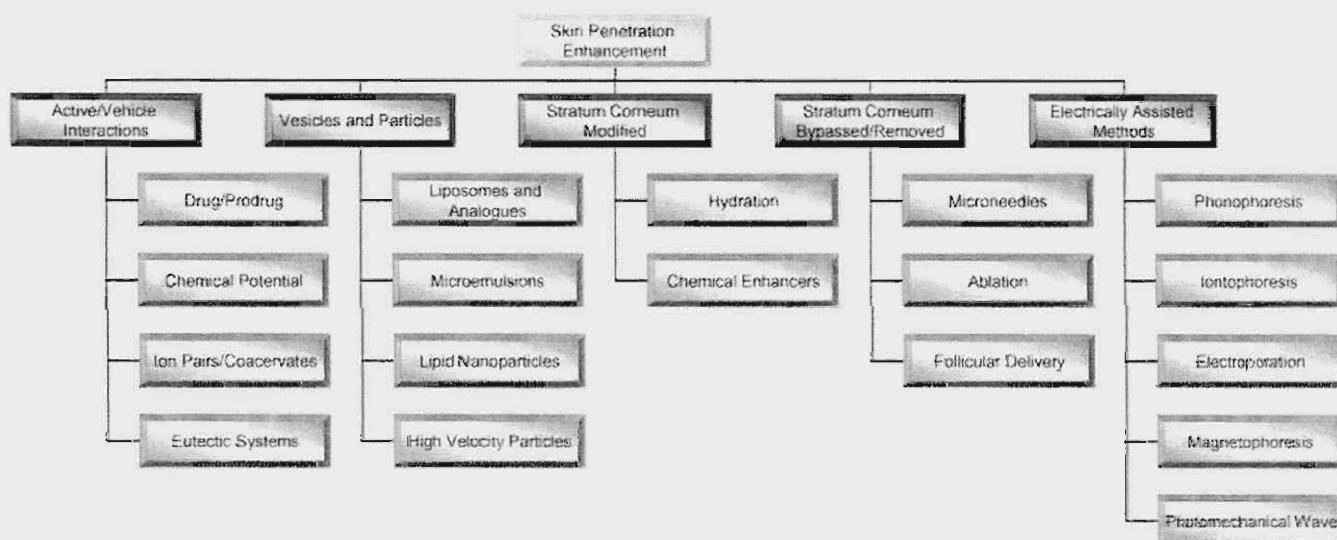 Skin Penetration
Enhancement
Active/Vehicle
Interactions
Drug/Prodrug
Chemical Potential
Ion Pairs/Coacervates
Eutectic Systems
Vesicles and Particles
Liposomes and
Analogues
Microemulsions
Lipid Nanoparticles
High Velocity Particles
Stratum Corneum
Modified
Hydration
Chemical Enhancers
Stratum Corneum
Bypassed/Removed
Microneedles
Ablation
Follicular Delivery
Electrically Assisted
Methods
Phonophoresis
Iontophoresis
Electroporation
Magnetophoresis
Photomechanical Wave